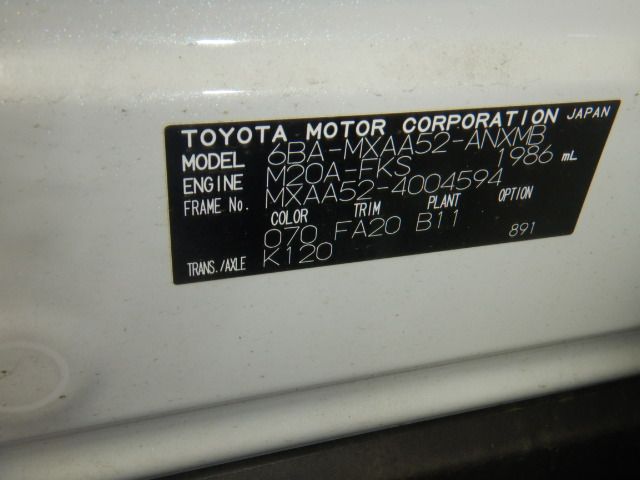 TOYOTA MOTOR CORPORATION JAPAN
MODEL 6BA-MXAA52-ANXMB
ENGINE M20A-FKS 1986 mL
FRAME No. MXAA52-4004594
COLOR TRIM PLANT OPTION
070 FA20 B11 891
TRANS./AXLE K120